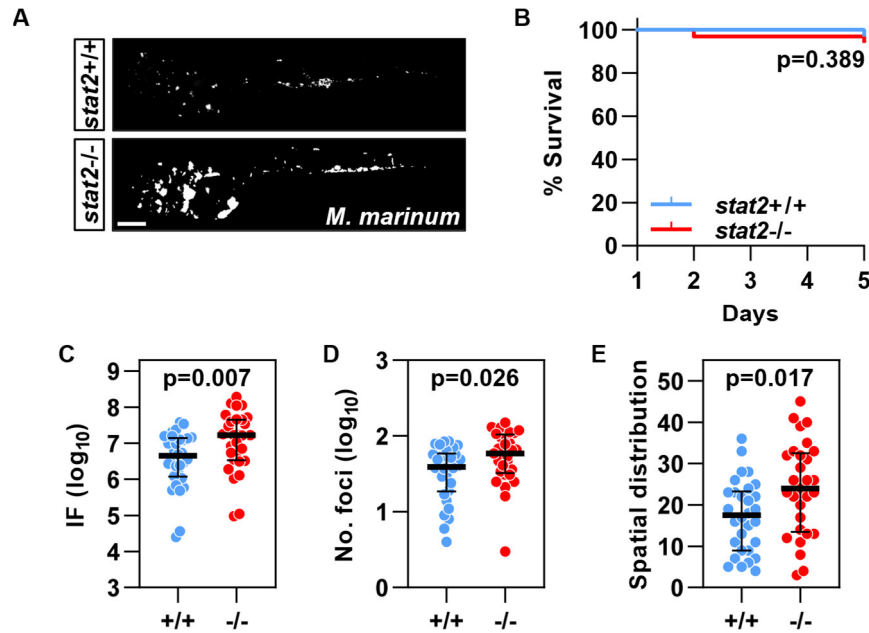 A
stat2+/+
stat2-/-
M. marinum
B
% Survival
100
80
60
40
20
0
p=0.389
stat2+/+
stat2-/-
1 2 3 4 5
Days
C
IF (log10)
9
8
7
6
5
4
3
p=0.007
+/+ -/-
D
No. foci (log10)
3
2
1
0
p=0.026
+/+ -/-
E
Spatial distribution
50
40
30
20
10
0
p=0.017
+/+ -/-